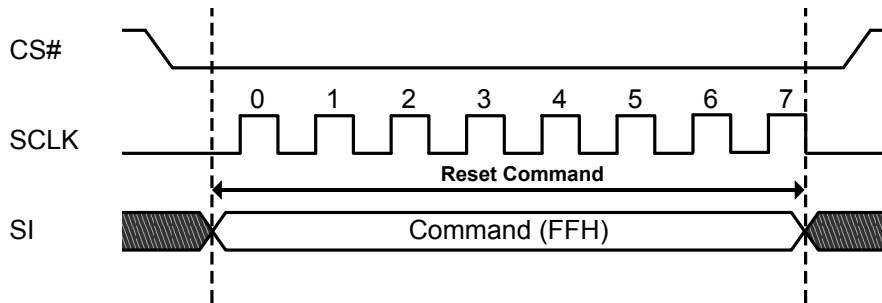 CS#
0 1 2 3 4 5 6 7
SCLK
Reset Command
SI
Command (FFH)